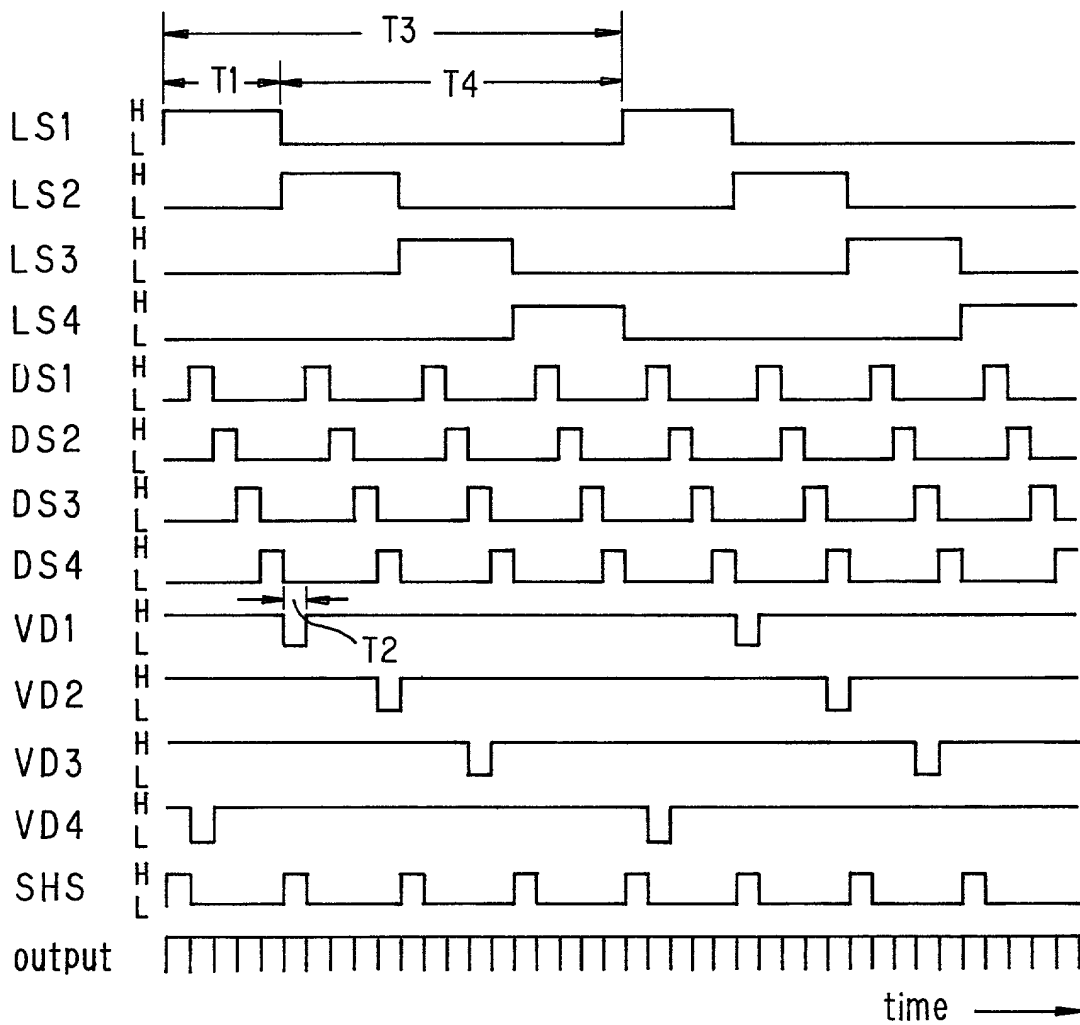 T3
T1 T4
LS1 H
L
LS2 H
L
LS3 H
L
LS4 H
L
DS1 H
L
DS2 H
L
DS3 H
L
DS4 H
L
VD1 H
L
T2
VD2 H
L
VD3 H
L
VD4 H
L
SHS H
L
output
time